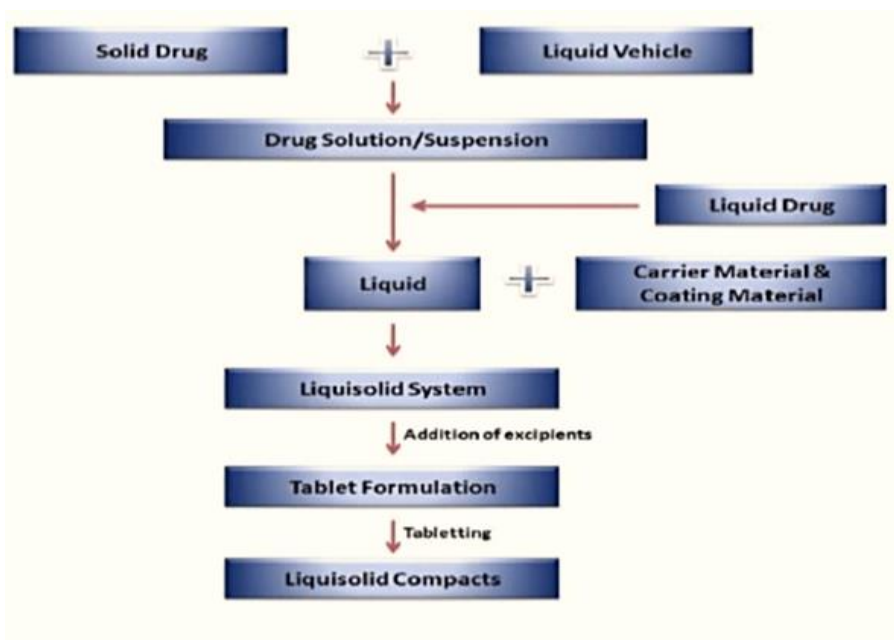 Solid Drug
Liquid Vehicle
Drug Solution/Suspension
Liquid Drug
Liquid
Carrier Material &
Coating Material
Liquisolid System
Addition of excipients
Tablet Formulation
Tabletting
Liquisolid Compacts